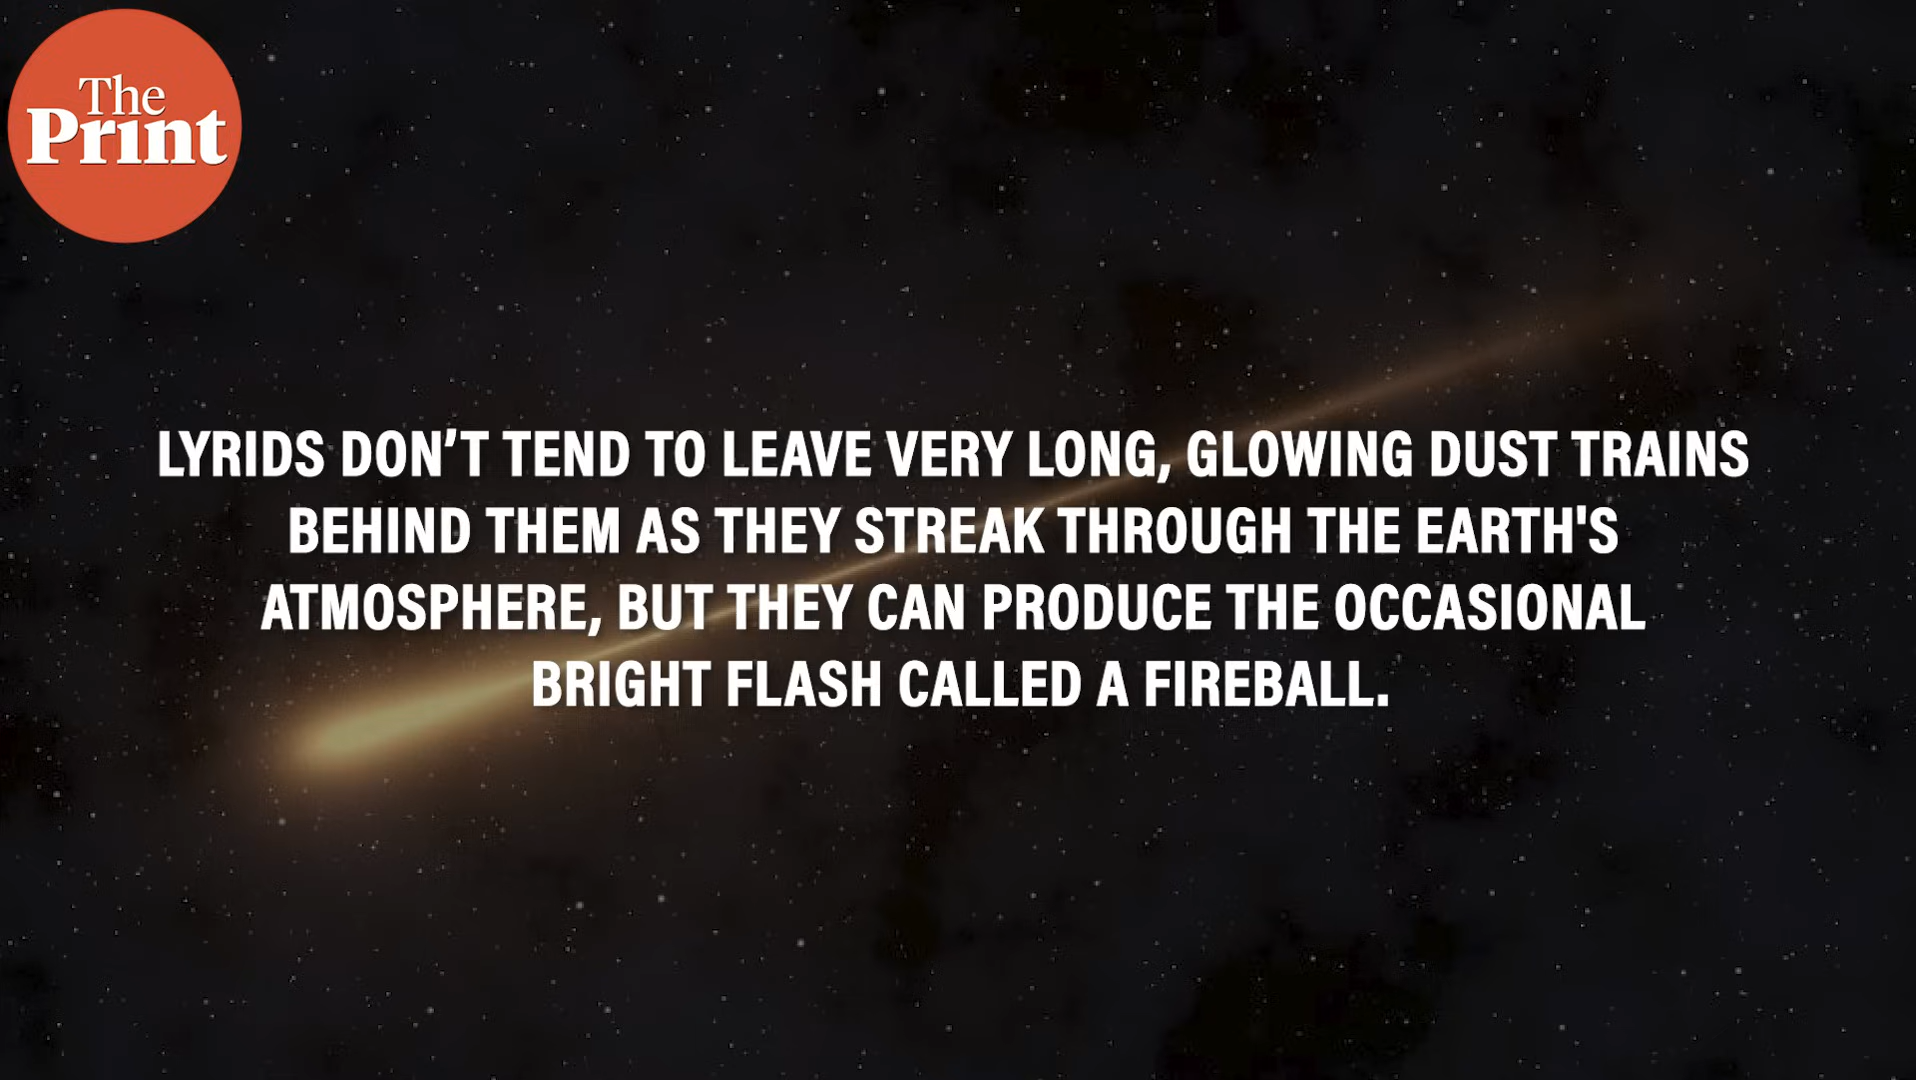 The
Print
LYRIDS DON’T TEND TO LEAVE VERY LONG, GLOWING DUST TRAINS
BEHIND THEM AS THEY STREAK THROUGH THE EARTH'S
ATMOSPHERE, BUT THEY CAN PRODUCE THE OCCASIONAL
BRIGHT FLASH CALLED A FIREBALL.